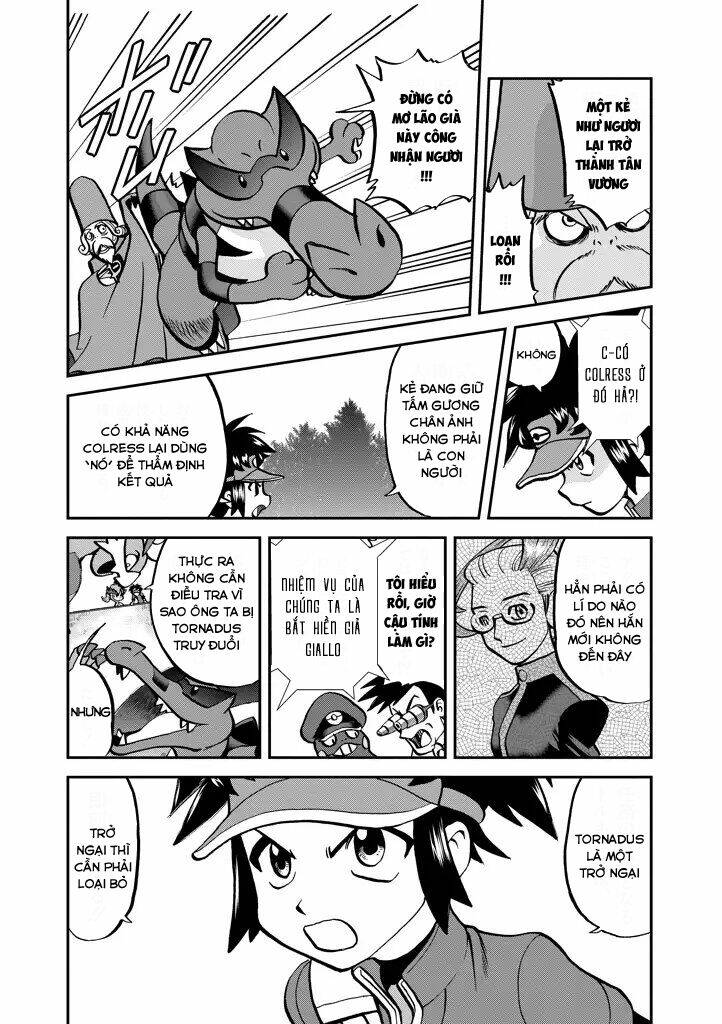 MỘT KẺ
NHƯ NGƯƠI
LẠI TRỞ
THÀNH TÂN
VƯƠNG
LOẠN
RỒI
!!!
ĐỪNG CÓ
MƠ LÃO GIÀ
NÀY CÔNG
NHẬN NGƯƠI
!!!
C-CÓ
COLRESS Ở
ĐÓ HẢ?!
KHÔNG
KẺ ĐANG GIỮ
TẤM GƯƠNG
CHÂN ẢNH
KHÔNG PHẢI
LÀ CON
NGƯỜI
CÓ KHẢ NĂNG
COLRESS LẠI DÙNG
'NÓ' ĐỂ THẨM ĐỊNH
KẾT QUẢ
HẮN PHẢI CÓ
LÍ DO NÀO
ĐÓ NÊN HẮN
MỚI KHÔNG
ĐẾN ĐÂY
TÔI HIỂU
RỒI, GIỜ
CẬU TÍNH
LÀM GÌ?
NHIỆM VỤ CỦA
CHÚNG TA LÀ
BẮT HIỀN GIẢ
GIALLO
THỰC RA
KHÔNG CẦN
ĐIỀU TRA VÌ
SAO ÔNG TA BỊ
TORNADUS
TRUY ĐUỔI
NHƯNG
TORNADUS
LÀ MỘT
TRỞ NGẠI
TRỞ
NGẠI THÌ
CẦN PHẢI
LOẠI BỎ